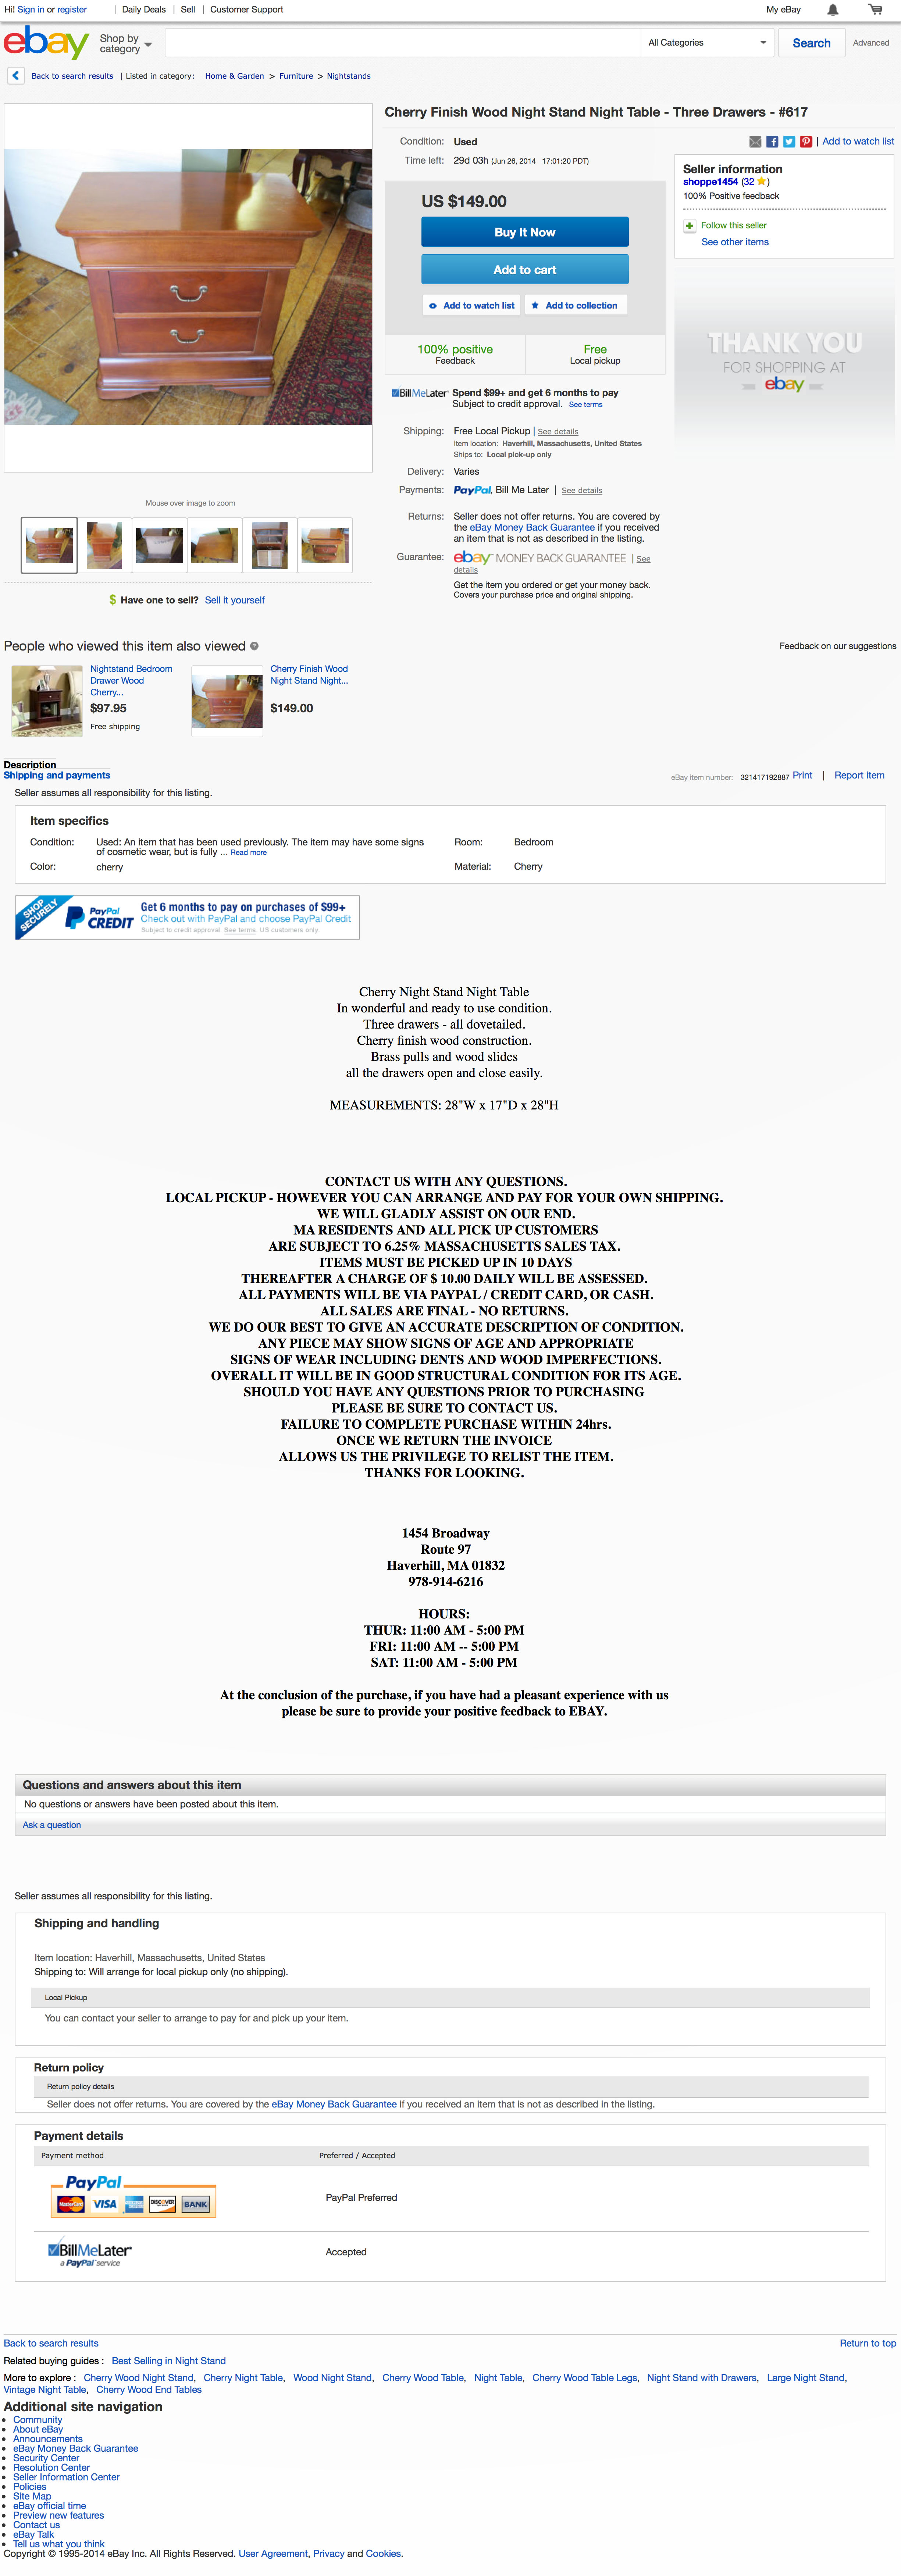 Hi! Sign in or register | Daily Deals | Sell | Customer Support My eBay
ebay Shop by category All Categories Search Advanced
Back to search results | Listed in category: Home & Garden > Furniture > Nightstands
Cherry Finish Wood Night Stand Night Table - Three Drawers - #617
Condition: Used
| Add to watch list
Time left: 29d 03h (Jun 26, 2014 17:01:20 PDT)
US $149.00
Buy It Now
Add to cart
Add to watch list Add to collection
100% positive
Feedback
Free
Local pickup
Seller information
shoppe1454 (32 )
100% Positive feedback
Follow this seller
See other items
THANK YOU
FOR SHOPPING AT
ebay
BillMeLater Spend $99+ and get 6 months to pay
Subject to credit approval. See terms
Shipping: Free Local Pickup | See details
Item location: Haverhill, Massachusetts, United States
Ships to: Local pick-up only
Delivery: Varies
Payments: PayPal, Bill Me Later | See details
Returns: Seller does not offer returns. You are covered by
the eBay Money Back Guarantee if you received
an item that is not as described in the listing.
Guarantee: ebay MONEY BACK GUARANTEE | See
details
Get the item you ordered or get your money back.
Covers your purchase price and original shipping.
Mouse over image to zoom
Have one to sell? Sell it yourself
People who viewed this item also viewed
Feedback on our suggestions
Nightstand Bedroom
Drawer Wood
Cherry...
$97.95
Free shipping
Cherry Finish Wood
Night Stand Night...
$149.00
Description
Shipping and payments
eBay item number: 321417192887 Print | Report item
Seller assumes all responsibility for this listing.
Item specifics
Condition: Used: An item that has been used previously. The item may have some signs
of cosmetic wear, but is fully ... Read more
Room: Bedroom
Color: cherry
Material: Cherry
SHOP SECURELY PayPal CREDIT Get 6 months to pay on purchases of $99+
Check out with PayPal and choose PayPal Credit
Subject to credit approval. See terms. US customers only.
Cherry Night Stand Night Table
In wonderful and ready to use condition.
Three drawers - all dovetailed.
Cherry finish wood construction.
Brass pulls and wood slides
all the drawers open and close easily.
MEASUREMENTS: 28"W x 17"D x 28"H
CONTACT US WITH ANY QUESTIONS.
LOCAL PICKUP - HOWEVER YOU CAN ARRANGE AND PAY FOR YOUR OWN SHIPPING.
WE WILL GLADLY ASSIST ON OUR END.
MA RESIDENTS AND ALL PICK UP CUSTOMERS
ARE SUBJECT TO 6.25% MASSACHUSETTS SALES TAX.
ITEMS MUST BE PICKED UP IN 10 DAYS
THEREAFTER A CHARGE OF $ 10.00 DAILY WILL BE ASSESSED.
ALL PAYMENTS WILL BE VIA PAYPAL / CREDIT CARD, OR CASH.
ALL SALES ARE FINAL - NO RETURNS.
WE DO OUR BEST TO GIVE AN ACCURATE DESCRIPTION OF CONDITION.
ANY PIECE MAY SHOW SIGNS OF AGE AND APPROPRIATE
SIGNS OF WEAR INCLUDING DENTS AND WOOD IMPERFECTIONS.
OVERALL IT WILL BE IN GOOD STRUCTURAL CONDITION FOR ITS AGE.
SHOULD YOU HAVE ANY QUESTIONS PRIOR TO PURCHASING
PLEASE BE SURE TO CONTACT US.
FAILURE TO COMPLETE PURCHASE WITHIN 24hrs.
ONCE WE RETURN THE INVOICE
ALLOWS US THE PRIVILEGE TO RELIST THE ITEM.
THANKS FOR LOOKING.
1454 Broadway
Route 97
Haverhill, MA 01832
978-914-6216
HOURS:
THUR: 11:00 AM - 5:00 PM
FRI: 11:00 AM -- 5:00 PM
SAT: 11:00 AM - 5:00 PM
At the conclusion of the purchase, if you have had a pleasant experience with us
please be sure to provide your positive feedback to EBAY.
Questions and answers about this item
No questions or answers have been posted about this item.
Ask a question
Seller assumes all responsibility for this listing.
Shipping and handling
Item location: Haverhill, Massachusetts, United States
Shipping to: Will arrange for local pickup only (no shipping).
Local Pickup
You can contact your seller to arrange to pay for and pick up your item.
Return policy
Return policy details
Seller does not offer returns. You are covered by the eBay Money Back Guarantee if you received an item that is not as described in the listing.
Payment details
Payment method Preferred / Accepted
PayPal
MasterCard VISA AMERICAN EXPRESS DISCOVER BANK
PayPal Preferred
BillMeLater
a PayPal service
Accepted
Back to search results Return to top
Related buying guides : Best Selling in Night Stand
More to explore : Cherry Wood Night Stand, Cherry Night Table, Wood Night Stand, Cherry Wood Table, Night Table, Cherry Wood Table Legs, Night Stand with Drawers, Large Night Stand,
Vintage Night Table, Cherry Wood End Tables
Additional site navigation
Community
About eBay
Announcements
eBay Money Back Guarantee
Security Center
Resolution Center
Seller Information Center
Policies
Site Map
eBay official time
Preview new features
Contact us
eBay Talk
Tell us what you think
Copyright © 1995-2014 eBay Inc. All Rights Reserved. User Agreement, Privacy and Cookies.